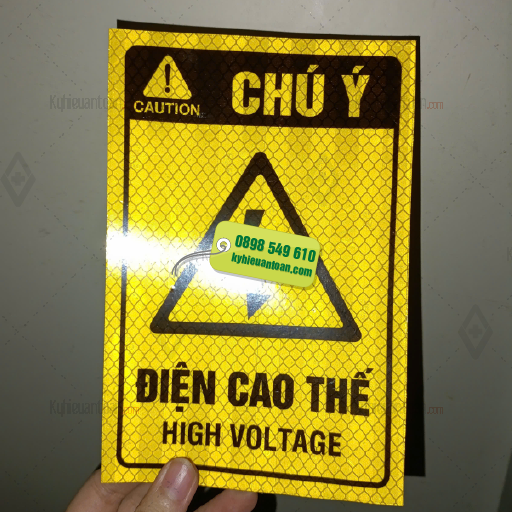 CHÚ Ý
CAUTION
0898 549 610
kyhieuantoan.com
ĐIỆN CAO THẾ
HIGH VOLTAGE